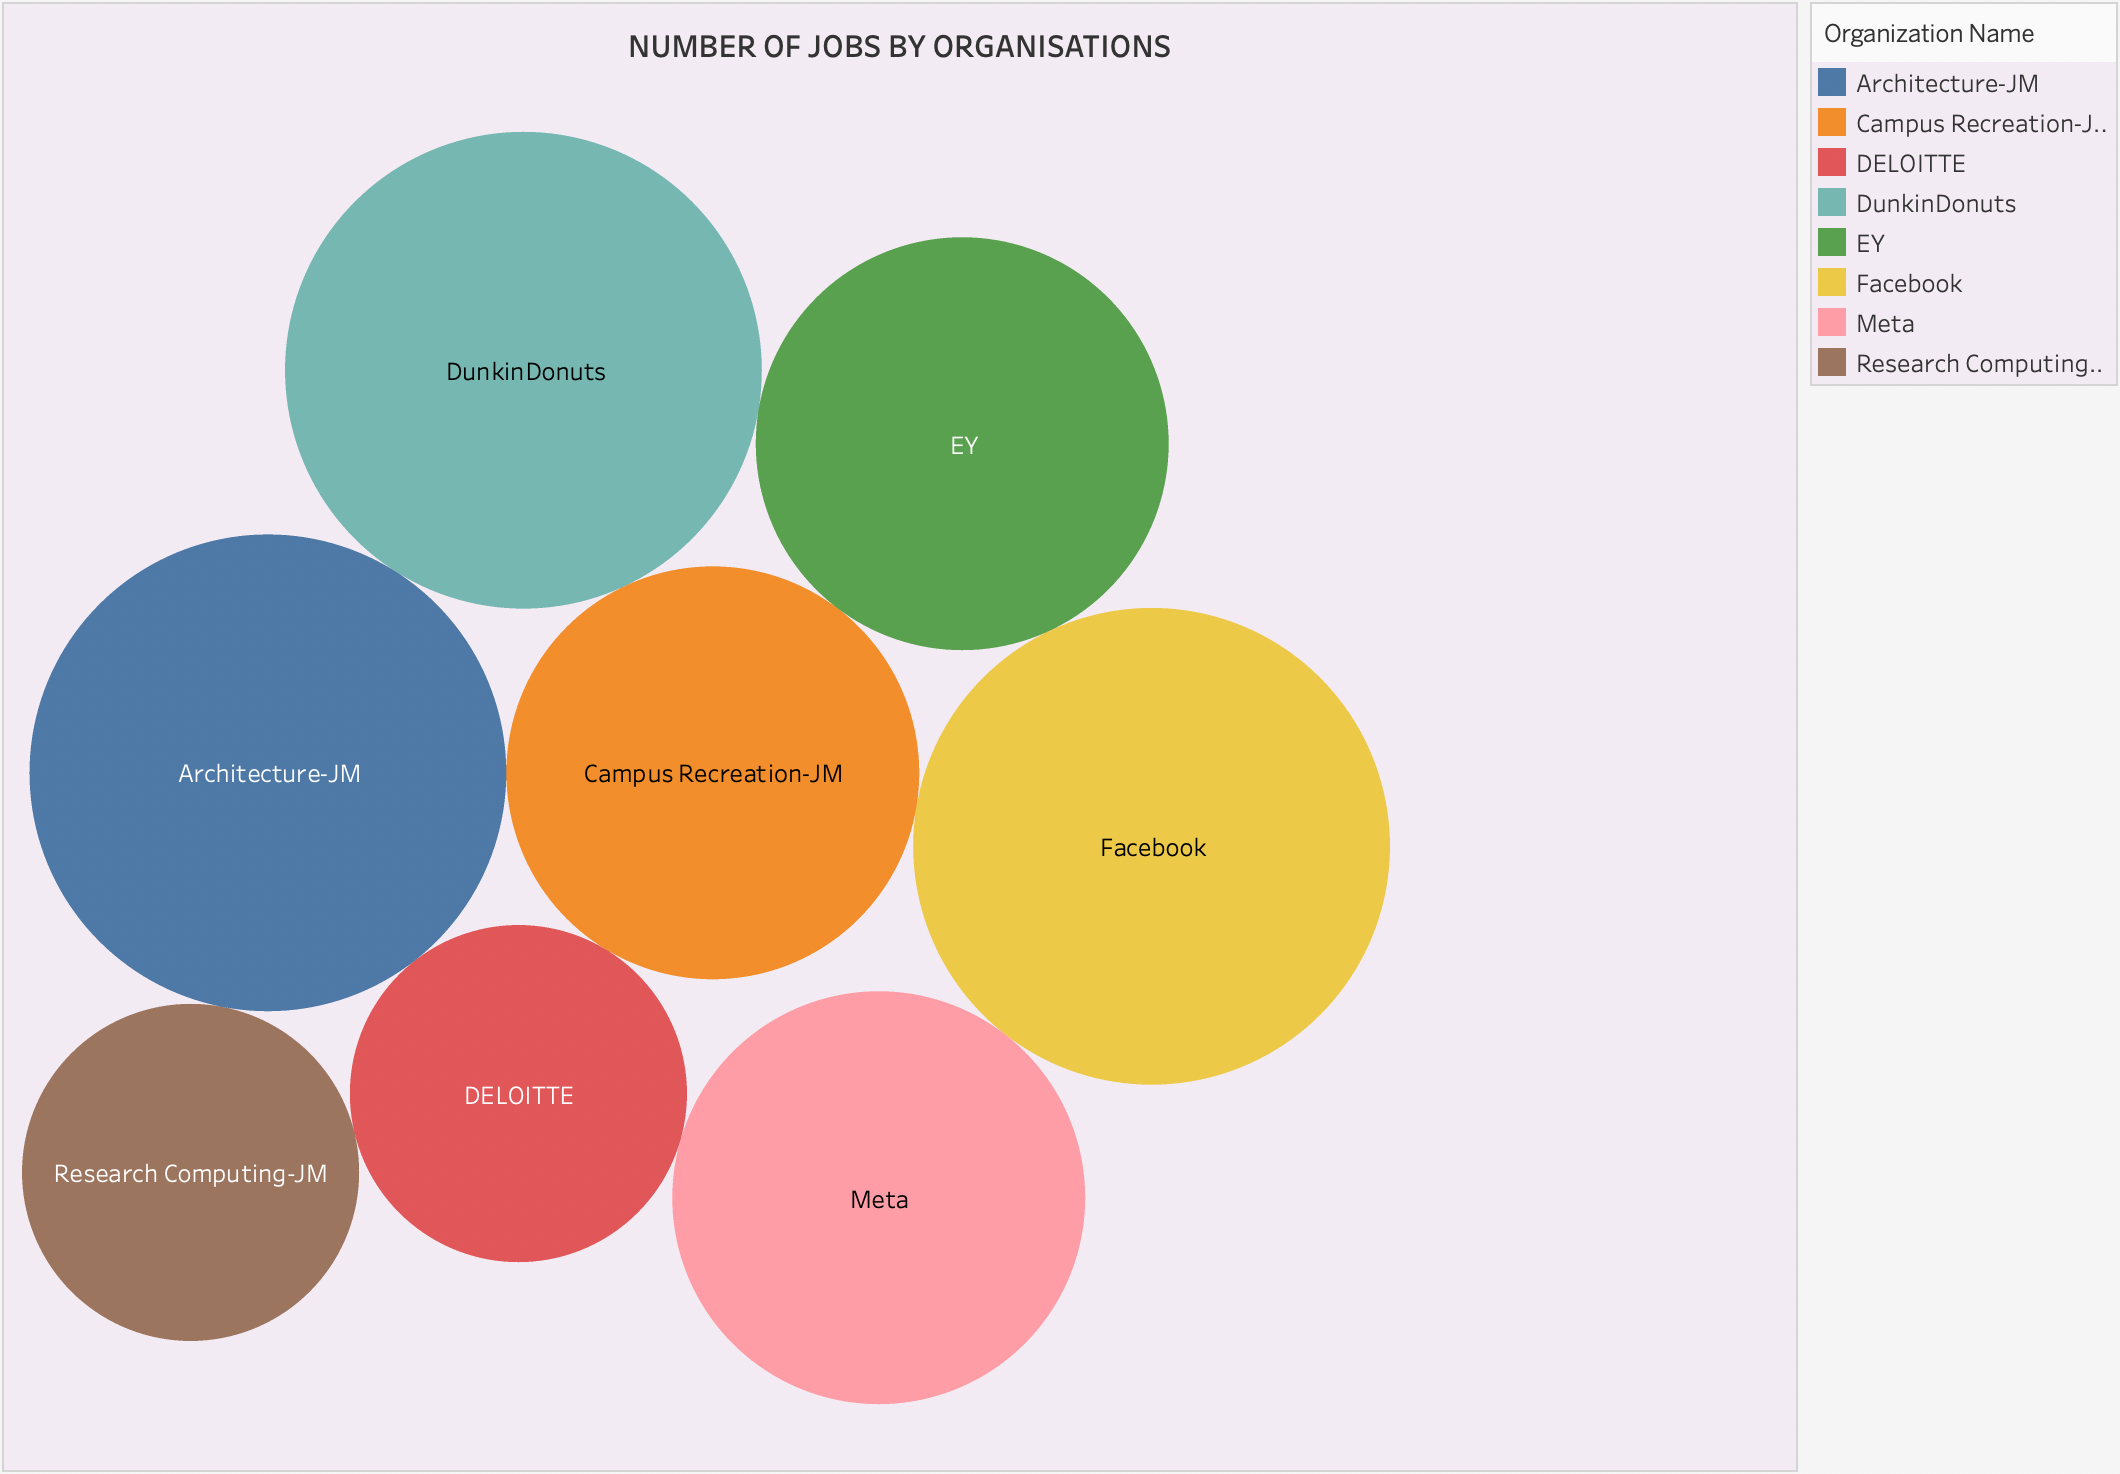 NUMBER OF JOBS BY ORGANISATIONS
DunkinDonuts
EY
Architecture-JM
Campus Recreation-JM
Facebook
DELOITTE
Research Computing-JM
Meta
Organization Name
Architecture-JM
Campus Recreation-J..
DELOITTE
DunkinDonuts
EY
Facebook
Meta
Research Computing..